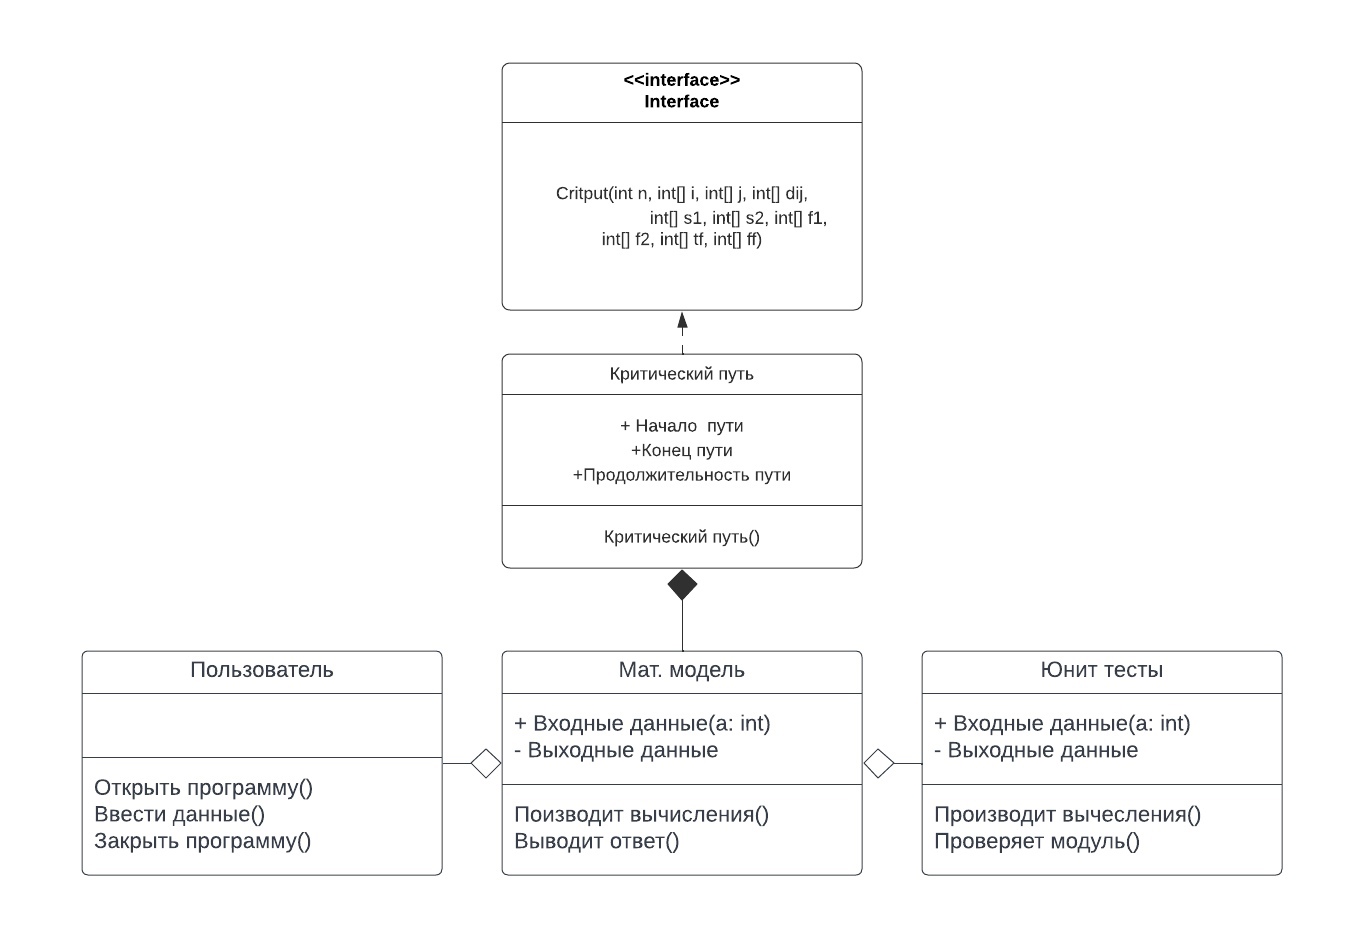 <<interface>>
Interface
Critput(int n, int[] i, int[] j, int[] dij,
int[] s1, int[] s2, int[] f1,
int[] f2, int[] tf, int[] ff)
Критический путь
+ Начало  пути
+Конец пути
+Продолжительность пути
Критический путь()
Пользователь
Открыть программу()
Ввести данные()
Закрыть программу()
Мат. модель
+ Входные данные(a: int)
- Выходные данные
Поизводит вычисления()
Выводит ответ()
Юнит тесты
+ Входные данные(a: int)
- Выходные данные
Производит вычесления()
Проверяет модуль()